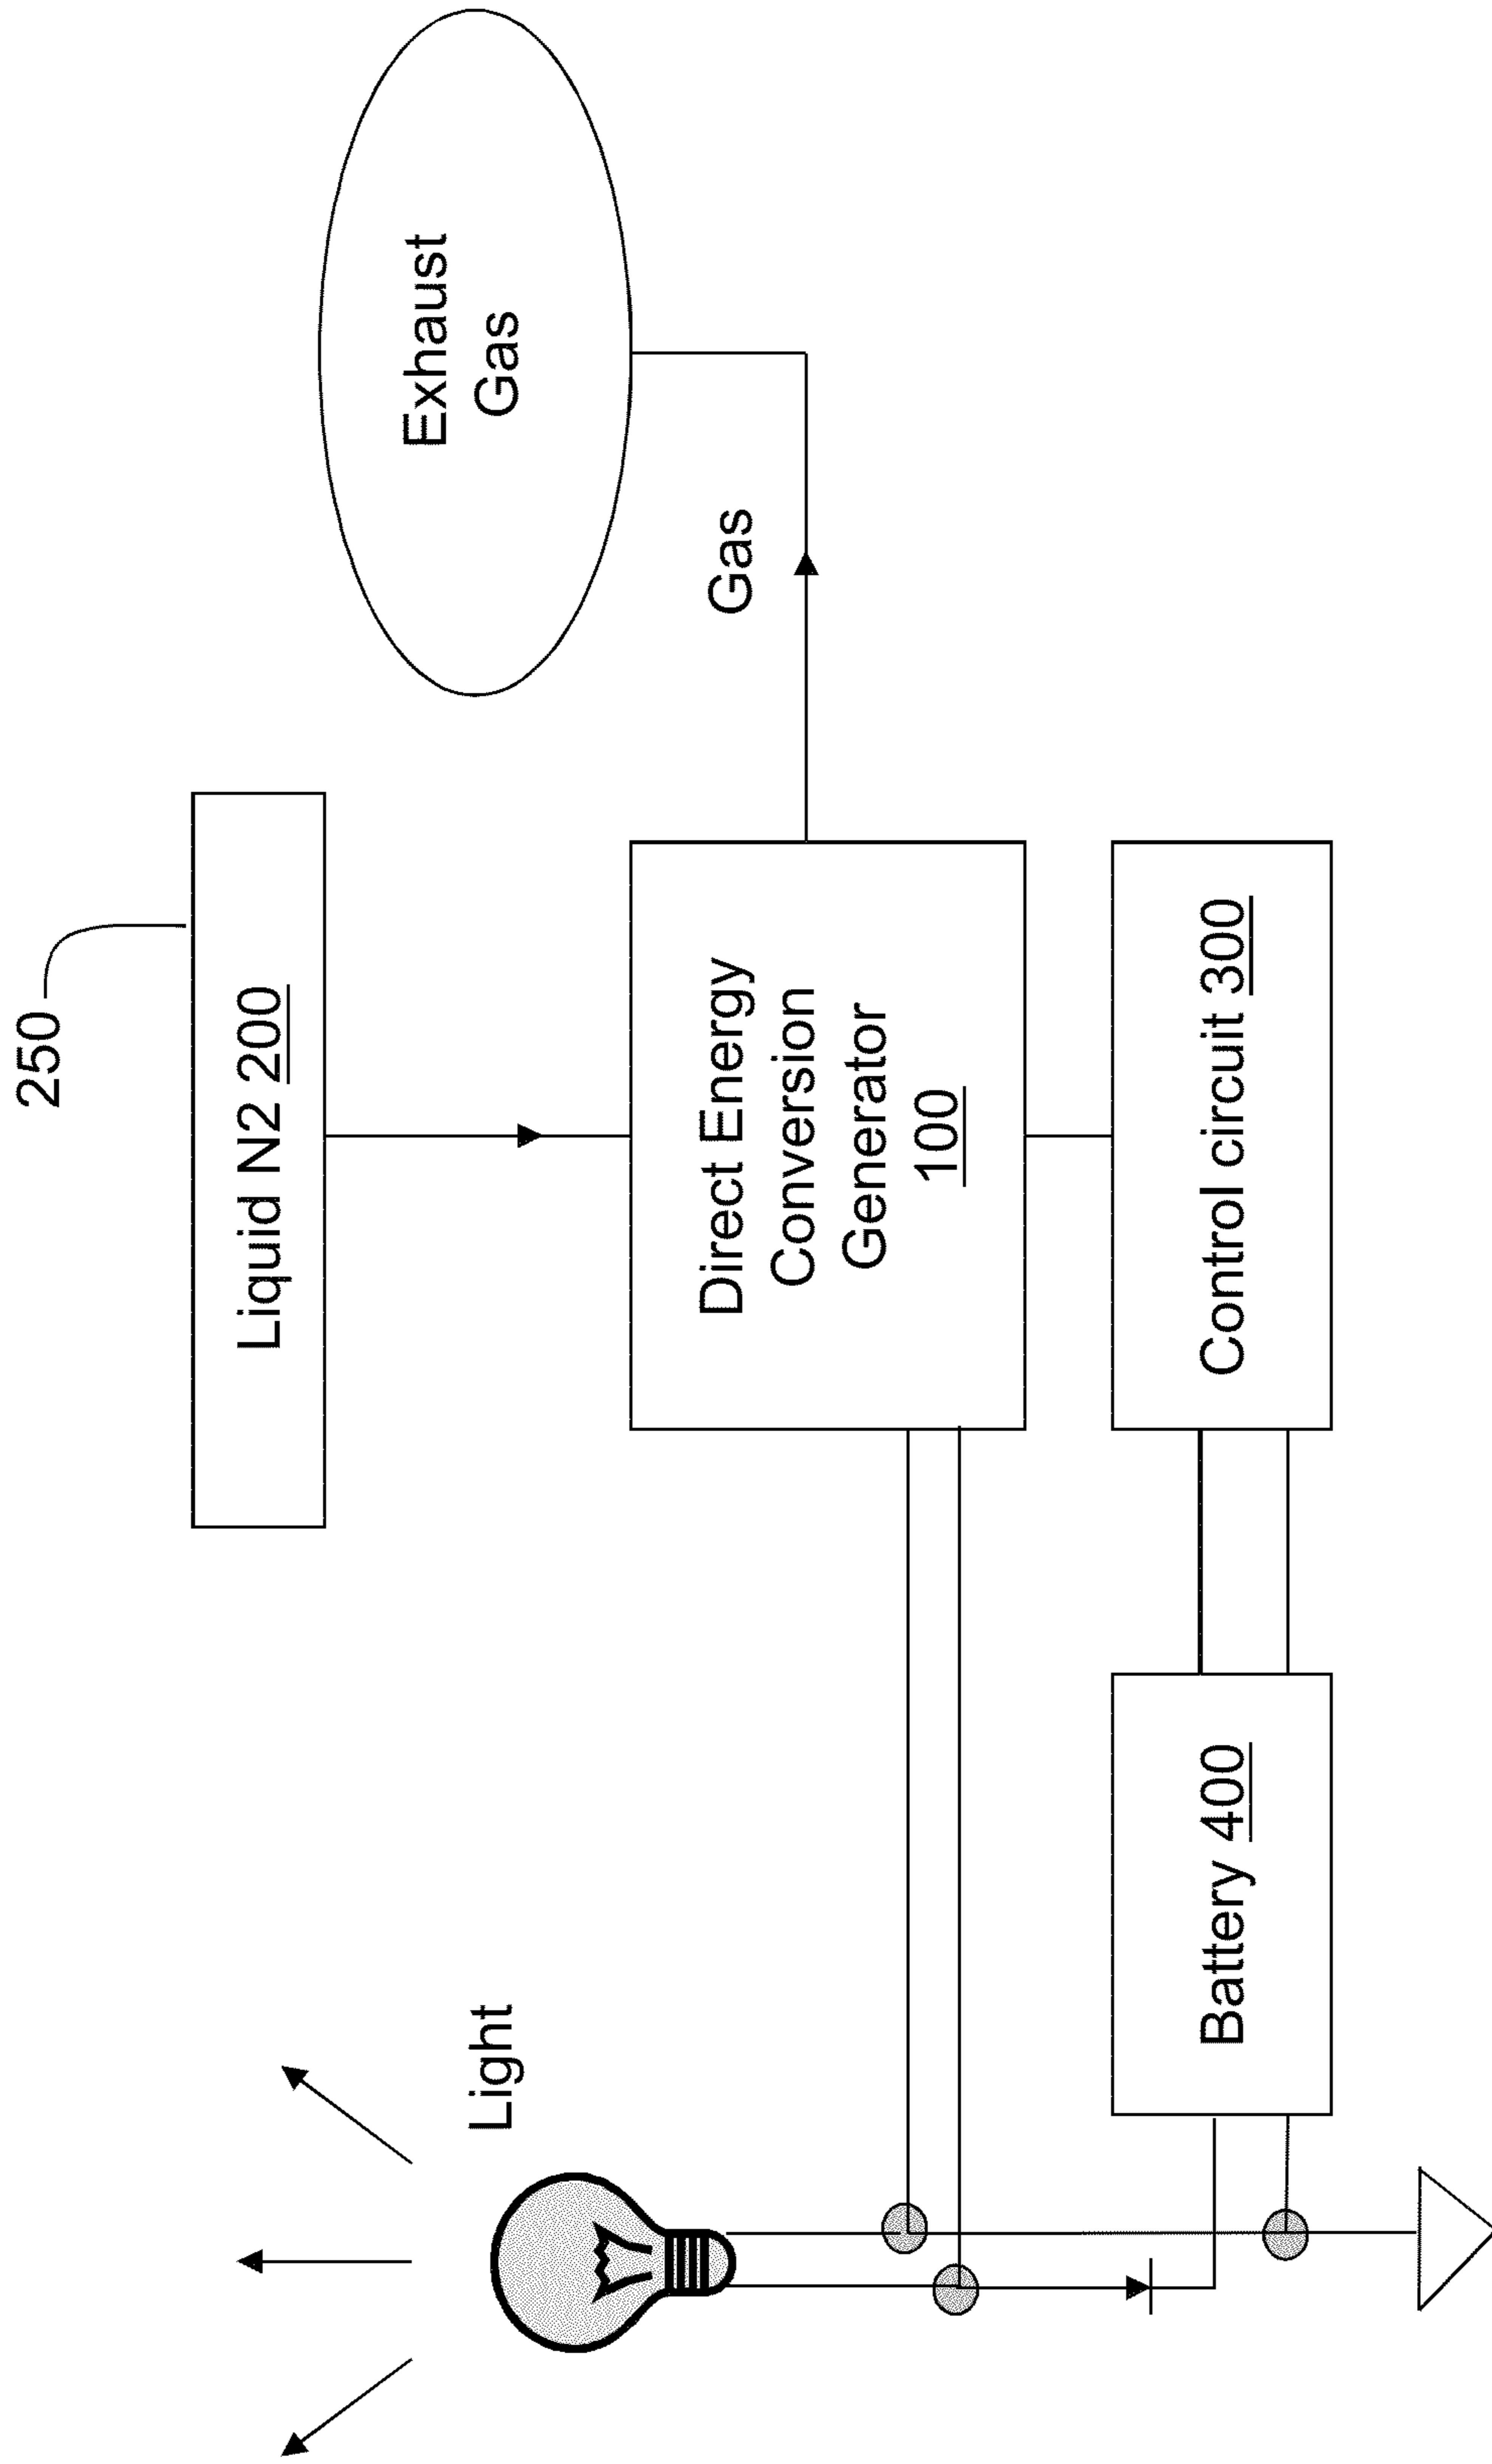 250
Liquid N2 200
Exhaust
Gas
Gas
Direct Energy
Conversion
Generator
100
Control circuit 300
Battery 400
Light